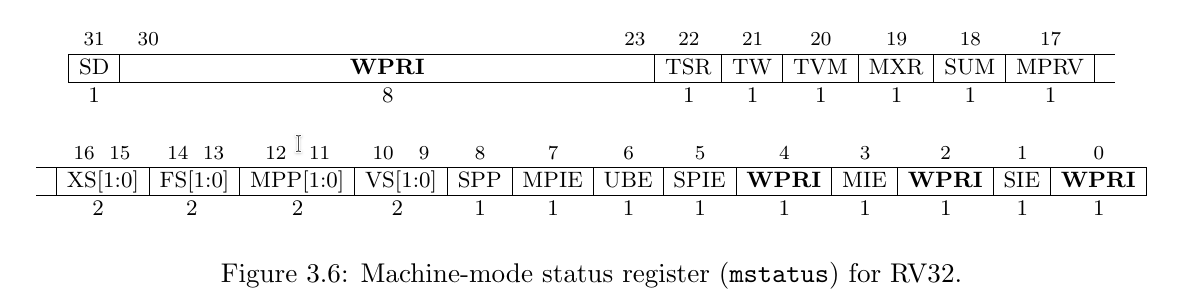 31 30 23 22 21 20 19 18 17
SD WPRI TSR TW TVM MXR SUM MPRV
1 8 1 1 1 1 1 1
16 15 14 13 12 11 10 9 8 7 6 5 4 3 2 1 0
XS[1:0] FS[1:0] MPP[1:0] VS[1:0] SPP MPIE UBE SPIE WPRI MIE WPRI SIE WPRI
2 2 2 2 1 1 1 1 1 1 1 1 1
Figure 3.6: Machine-mode status register (mstatus) for RV32.